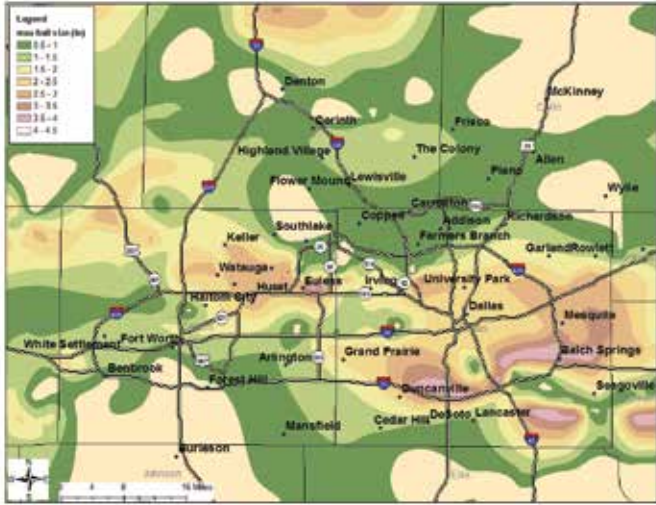 Legend
max hail size (in)
0.5 - 1
1 - 1.5
1.5 - 2
2 - 2.5
2.5 - 3
3 - 3.5
3.5 - 4
4 - 4.5
Denton
McKinney
Collin
Corinth
Frisco
Highland Village
The Colony
Allen
Flower Mound
Lewisville
Plano
Wylie
Carrollton
Coppell
Addison
Richardson
Southlake
Keller
Farmers Branch
Garland
Rowlett
Watauga
Hurst
Euless
Irving
University Park
Haltom City
Dallas
Mesquite
White Settlement
Fort Worth
Arlington
Grand Prairie
Balch Springs
Benbrook
Forest Hill
Duncanville
Seagoville
Mansfield
Cedar Hill
DeSoto
Lancaster
Burleson
Johnson
Ellis
16 Miles